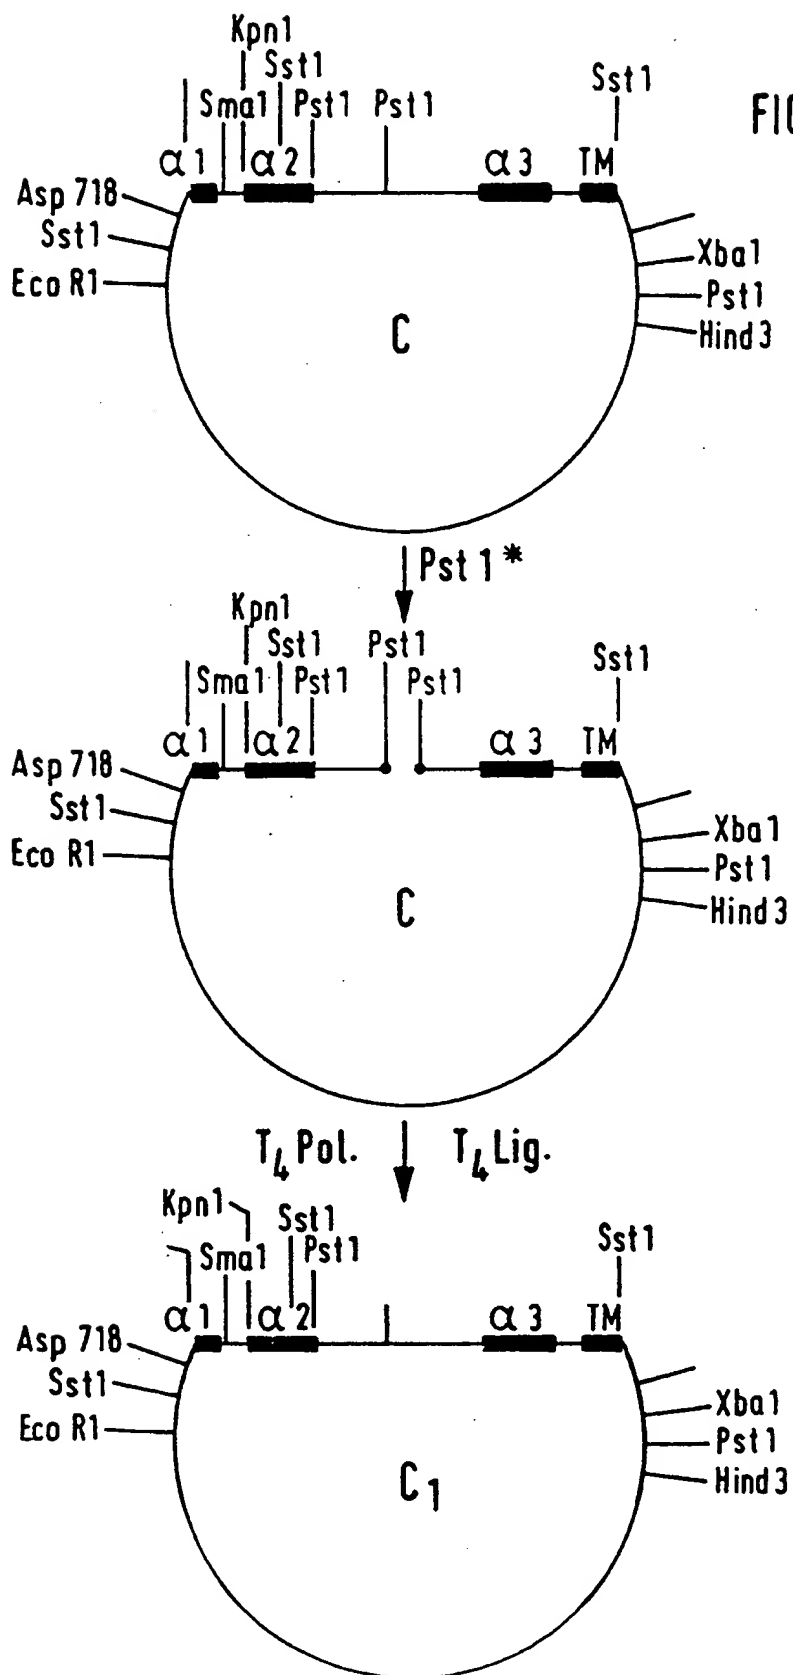 Kpn1
Sst1
Sst1
Sma1 Pst1 Pst1
α1 α2 α3 TM
Asp 718
Sst1
Eco R1
Xba1
Pst1
Hind 3
C
Pst 1*
Kpn1
Sst1 Pst1 Sst1
Sma1 Pst1 Pst1
α1 α2 α3 TM
Asp 718
Sst1
Eco R1
Xba1
Pst1
Hind 3
C
T4 Pol. T4 Lig.
Kpn1
Sst1 Sst1
Sma1 Pst1
α1 α2 α3 TM
Asp 718
Sst1
Eco R1
Xba1
Pst1
Hind 3
C1